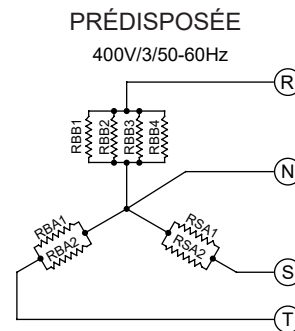 PRÉDISPOSÉE
400V/3/50-60Hz
R
RBB1
RBB2
RBB3
RBB4
N
RBA1
RBA2
RSA1
RSA2
S
T